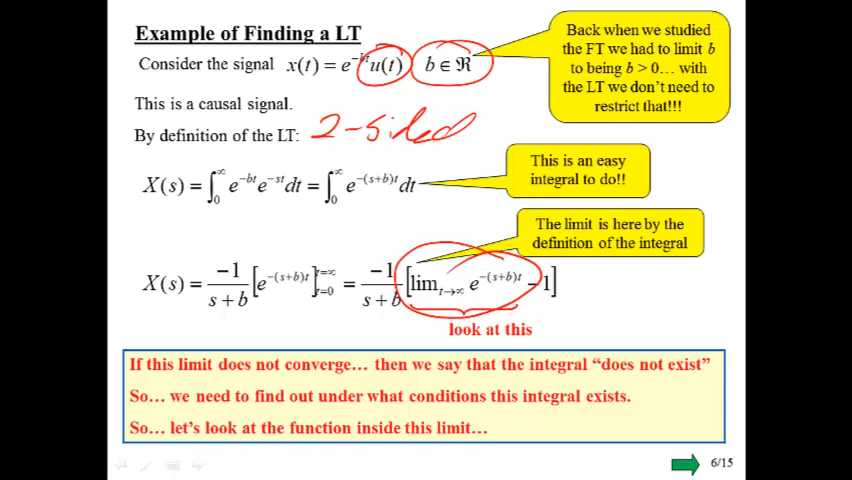 Example of Finding a LT
Consider the signal x(t) = e^{-bt}u(t) b ∈ ℜ
Back when we studied
the FT we had to limit b
to being b > 0… with
the LT we don't need to
restrict that!!!
This is a causal signal.
By definition of the LT: 2-sided
X(s) = ∫_0^∞ e^{-bt}e^{-st}dt = ∫_0^∞ e^{-(s+b)t}dt
This is an easy
integral to do!!
The limit is here by the
definition of the integral
X(s) = \frac{-1}{s+b}[e^{-(s+b)t}]_{t=0}^{t=∞} = \frac{-1}{s+b}[lim_{t→∞} e^{-(s+b)t} - 1]
look at this
If this limit does not converge… then we say that the integral "does not exist"
So… we need to find out under what conditions this integral exists.
So… let's look at the function inside this limit…
6/15